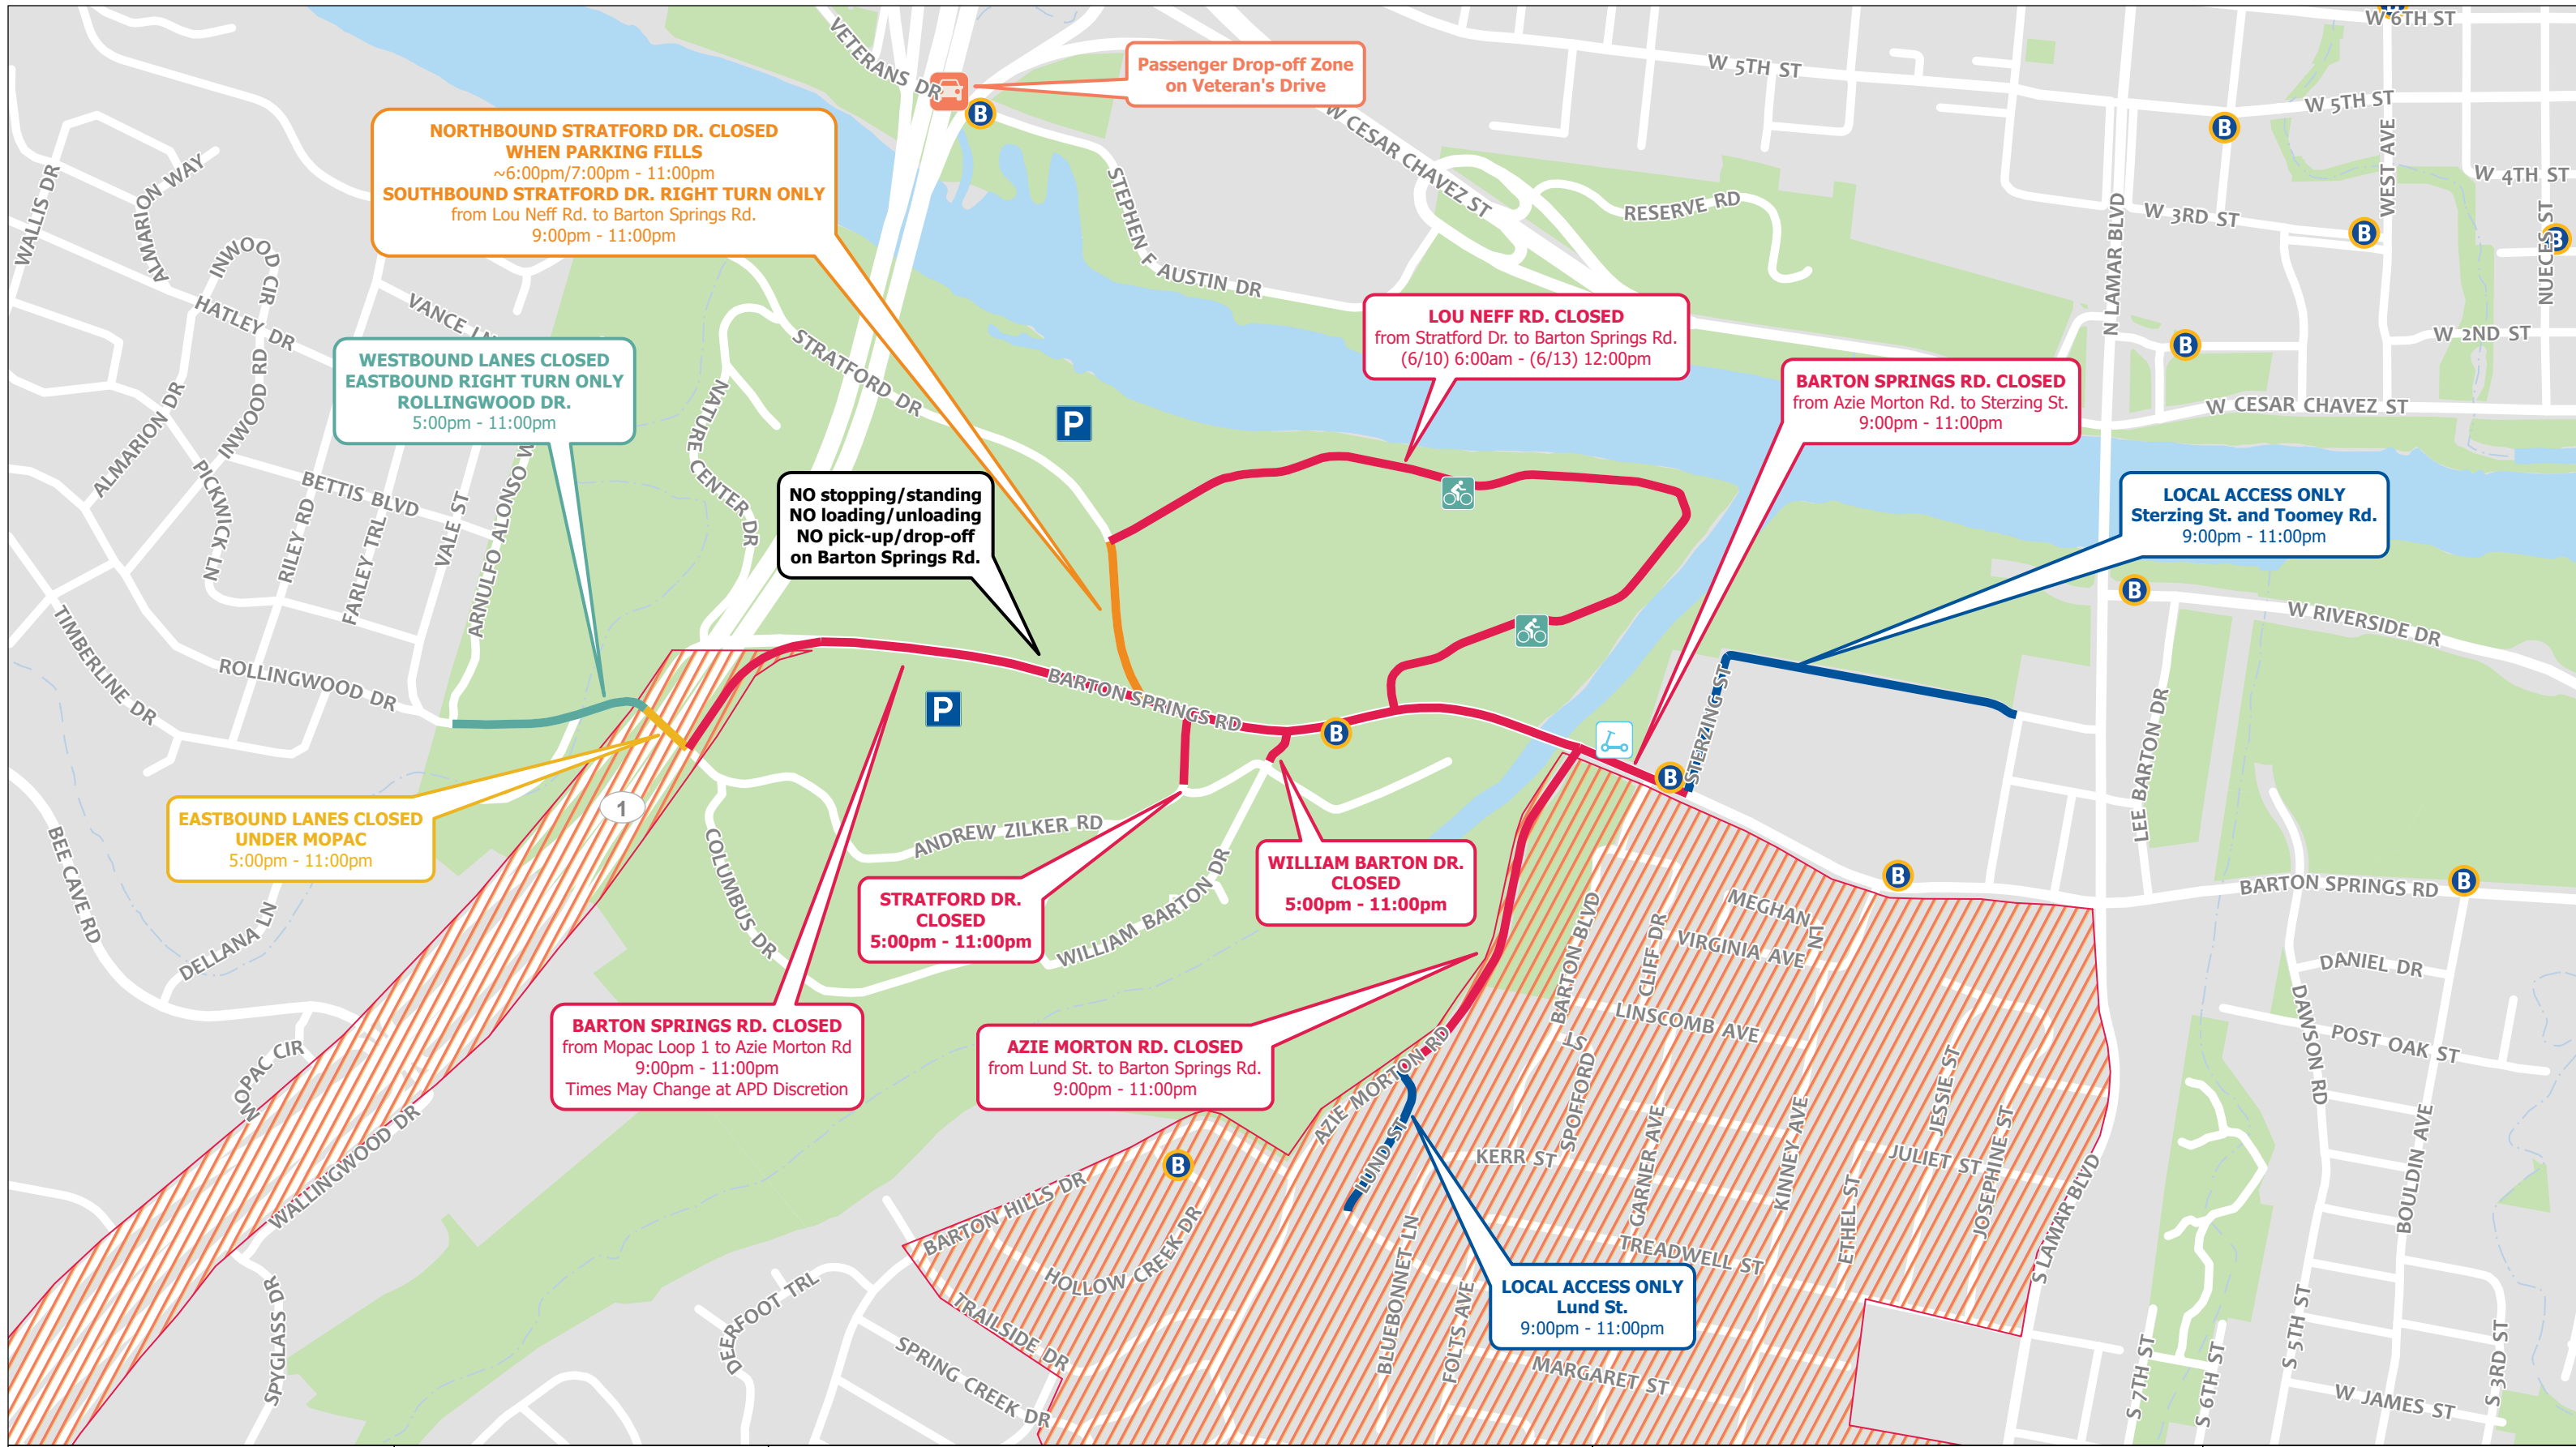 VETERANS DR
Passenger Drop-off Zone
on Veteran's Drive
W 6TH ST
W 5TH ST
W 5TH ST
W 4TH ST
W 3RD ST
W 2ND ST
WEST AVE
NUECES ST
N LAMAR BLVD
W CESAR CHAVEZ ST
W CESAR CHAVEZ ST
RESERVE RD
STEPHEN F AUSTIN DR
B
B
B
B
B
NORTHBOUND STRATFORD DR. CLOSED
WHEN PARKING FILLS
~6:00pm/7:00pm - 11:00pm
SOUTHBOUND STRATFORD DR. RIGHT TURN ONLY
from Lou Neff Rd. to Barton Springs Rd.
9:00pm - 11:00pm
WALLIS DR
ALMARION WAY
INWOOD CIR
HATLEY DR
VANCE LN
INWOOD RD
ALMARION DR
PICKWICK LN
BETTIS BLVD
RILEY RD
FARLEY TRL
VALE ST
ARNULFO ALONSO W
TIMBERLINE DR
ROLLINGWOOD DR
WESTBOUND LANES CLOSED
EASTBOUND RIGHT TURN ONLY
ROLLINGWOOD DR.
5:00pm - 11:00pm
STRATFORD DR
NATURE CENTER DR
P
LOU NEFF RD. CLOSED
from Stratford Dr. to Barton Springs Rd.
(6/10) 6:00am - (6/13) 12:00pm
BARTON SPRINGS RD. CLOSED
from Azie Morton Rd. to Sterzing St.
9:00pm - 11:00pm
NO stopping/standing
NO loading/unloading
NO pick-up/drop-off
on Barton Springs Rd.
LOCAL ACCESS ONLY
Sterzing St. and Toomey Rd.
9:00pm - 11:00pm
B
W RIVERSIDE DR
BARTON SPRINGS RD
P
B
B
STERZING ST
LEE BARTON DR
1
EASTBOUND LANES CLOSED
UNDER MOPAC
5:00pm - 11:00pm
BEE CAVE RD
DELLANA LN
COLUMBUS DR
ANDREW ZILKER RD
WILLIAM BARTON DR
STRATFORD DR.
CLOSED
5:00pm - 11:00pm
WILLIAM BARTON DR.
CLOSED
5:00pm - 11:00pm
B
BARTON SPRINGS RD
B
BARTON BLVD
CLIFF DR
MEGHAN LN
VIRGINIA AVE
LINSCOMB AVE
DANIEL DR
DAWSON RD
POST OAK ST
BARTON SPRINGS RD. CLOSED
from Mopac Loop 1 to Azie Morton Rd
9:00pm - 11:00pm
Times May Change at APD Discretion
AZIE MORTON RD. CLOSED
from Lund St. to Barton Springs Rd.
9:00pm - 11:00pm
MOPAC CIR
WALLINGWOOD DR
AZIE MORTON RD
LUND ST
SPOFFORD ST
KERR ST
GARNER AVE
KINNEY AVE
JESSIE ST
JULIET ST
JOSEPHINE ST
ETHEL ST
TREADWELL ST
S LAMAR BLVD
BOULDIN AVE
B
BARTON HILLS DR
HOLLOW CREEK DR
TRAILSIDE DR
DEERFOOT TRL
SPRING CREEK DR
SPYGLASS DR
BLUEBONNET LN
FOLTS AVE
MARGARET ST
LOCAL ACCESS ONLY
Lund St.
9:00pm - 11:00pm
S 7TH ST
S 6TH ST
S 5TH ST
S 3RD ST
W JAMES ST